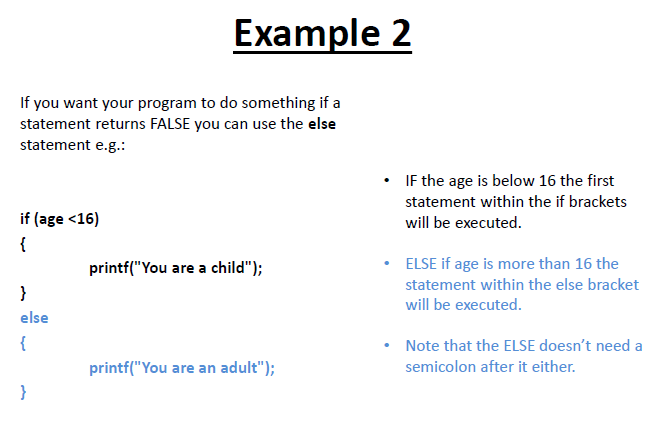 Example 2
If you want your program to do something if a
statement returns FALSE you can use the else
statement e.g.:
if (age <16)
{
printf("You are a child");
}
else
{
printf("You are an adult");
}
• IF the age is below 16 the first
statement within the if brackets
will be executed.
• ELSE if age is more than 16 the
statement within the else bracket
will be executed.
• Note that the ELSE doesn’t need a
semicolon after it either.